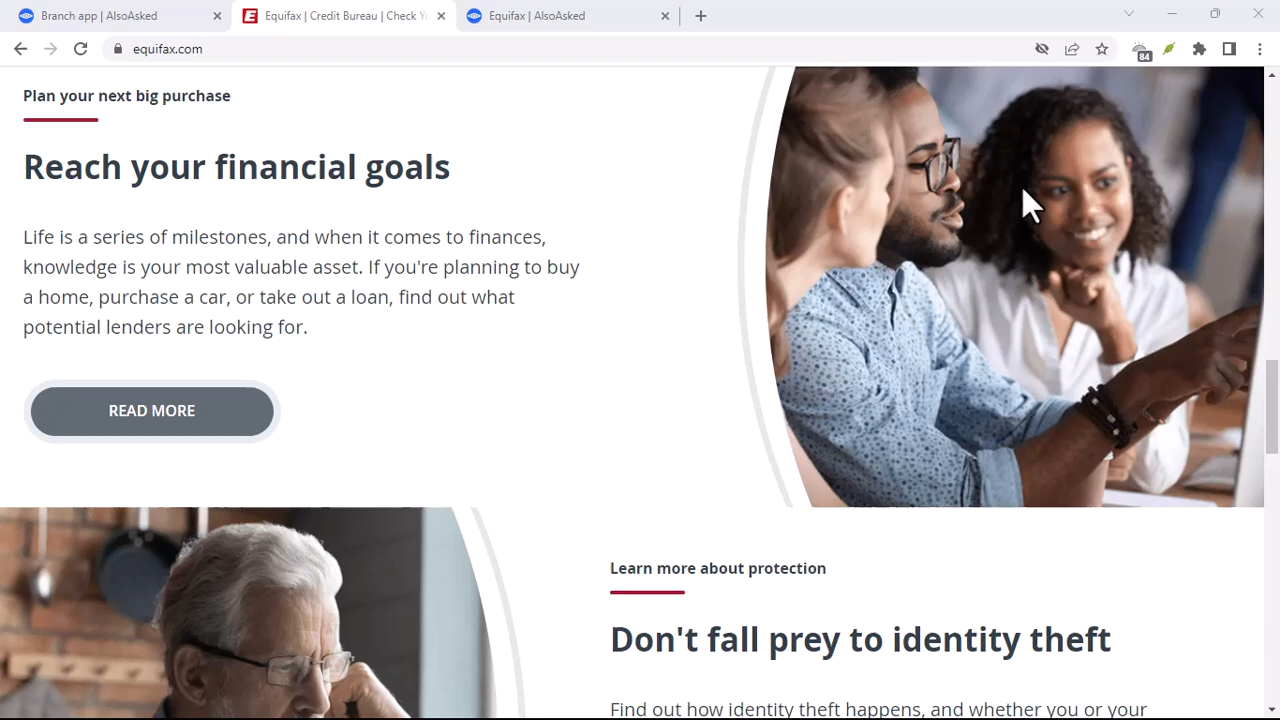 Branch app | AlsoAsked
Equifax | Credit Bureau | Check Y
Equifax | AlsoAsked
equifax.com
84
Plan your next big purchase
Reach your financial goals
Life is a series of milestones, and when it comes to finances,
knowledge is your most valuable asset. If you're planning to buy
a home, purchase a car, or take out a loan, find out what
potential lenders are looking for.
READ MORE
Learn more about protection
Don't fall prey to identity theft
Find out how identity theft happens, and whether you or your